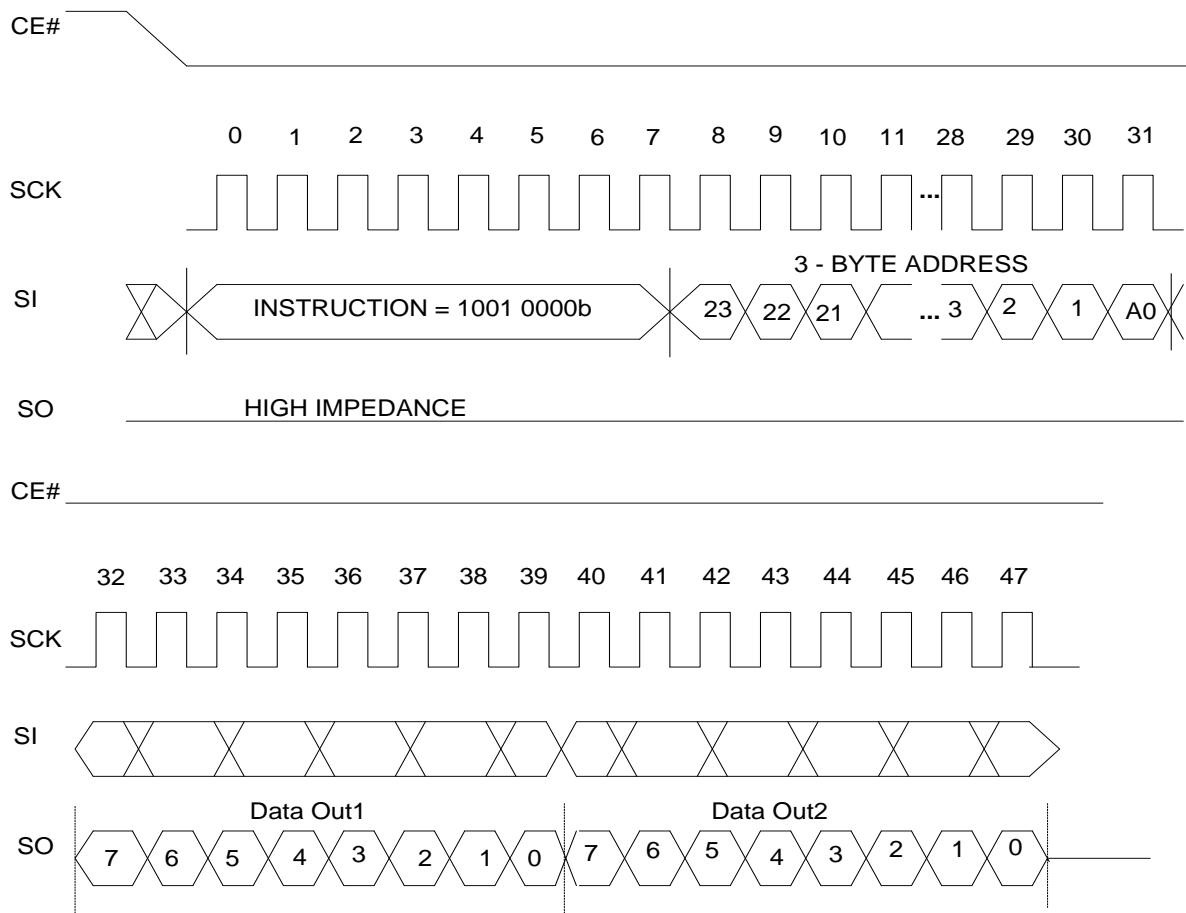 CE#
0 1 2 3 4 5 6 7 8 9 10 11 28 29 30 31
SCK ...
3 - BYTE ADDRESS
SI INSTRUCTION = 1001 0000b 23 22 21 ... 3 2 1 A0
SO HIGH IMPEDANCE
CE#
32 33 34 35 36 37 38 39 40 41 42 43 44 45 46 47
SCK
SI
Data Out1 Data Out2
SO 7 6 5 4 3 2 1 0 7 6 5 4 3 2 1 0